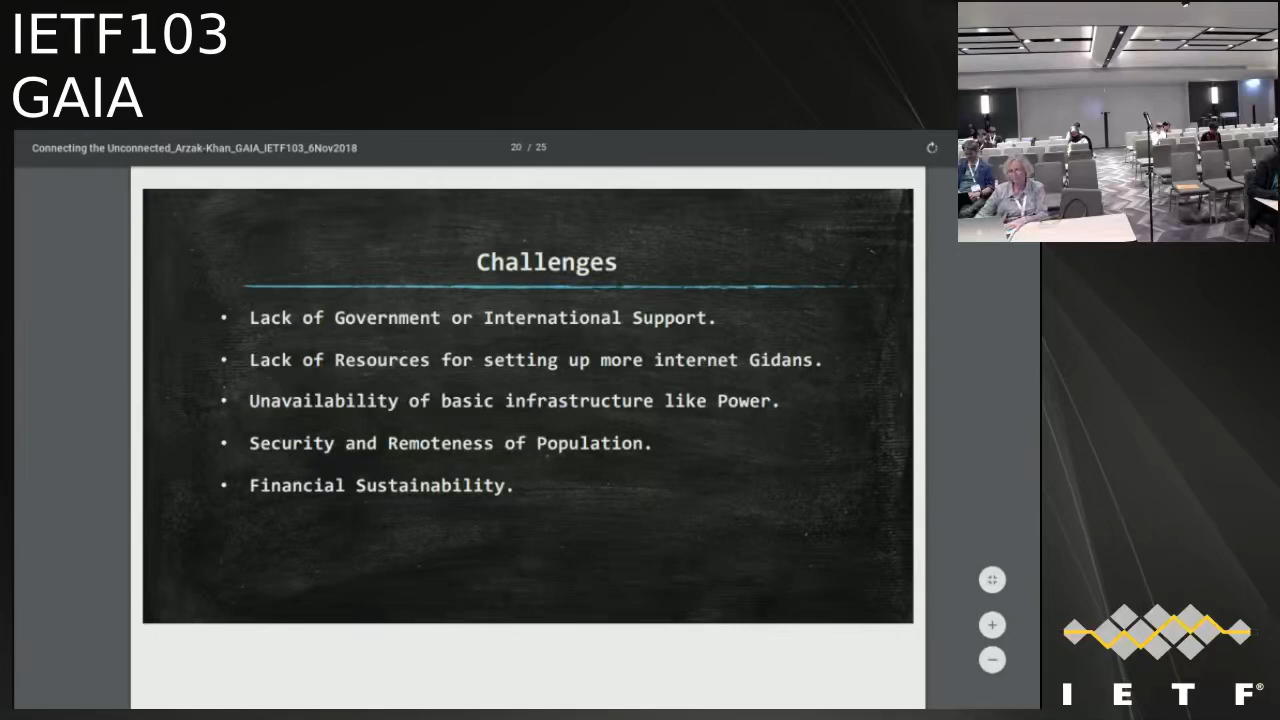 IETF103
GAIA
Connecting the Unconnected_Arzak-Khan_GAIA_IETF103_6Nov2018
20 / 25
Challenges
• Lack of Government or International Support.
• Lack of Resources for setting up more internet Gidans.
• Unavailability of basic infrastructure like Power.
• Security and Remoteness of Population.
• Financial Sustainability.
I E T F®